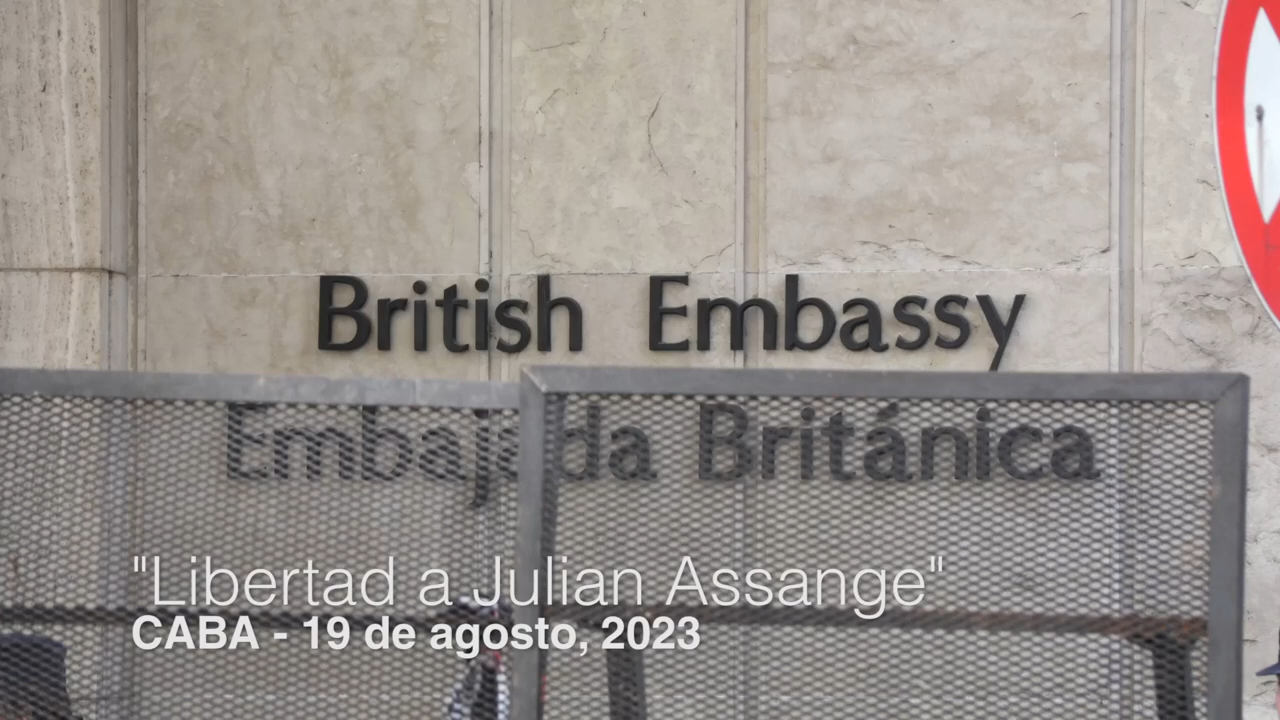 British Embassy
Embajada Británica
"Libertad a Julian Assange"
CABA - 19 de agosto, 2023